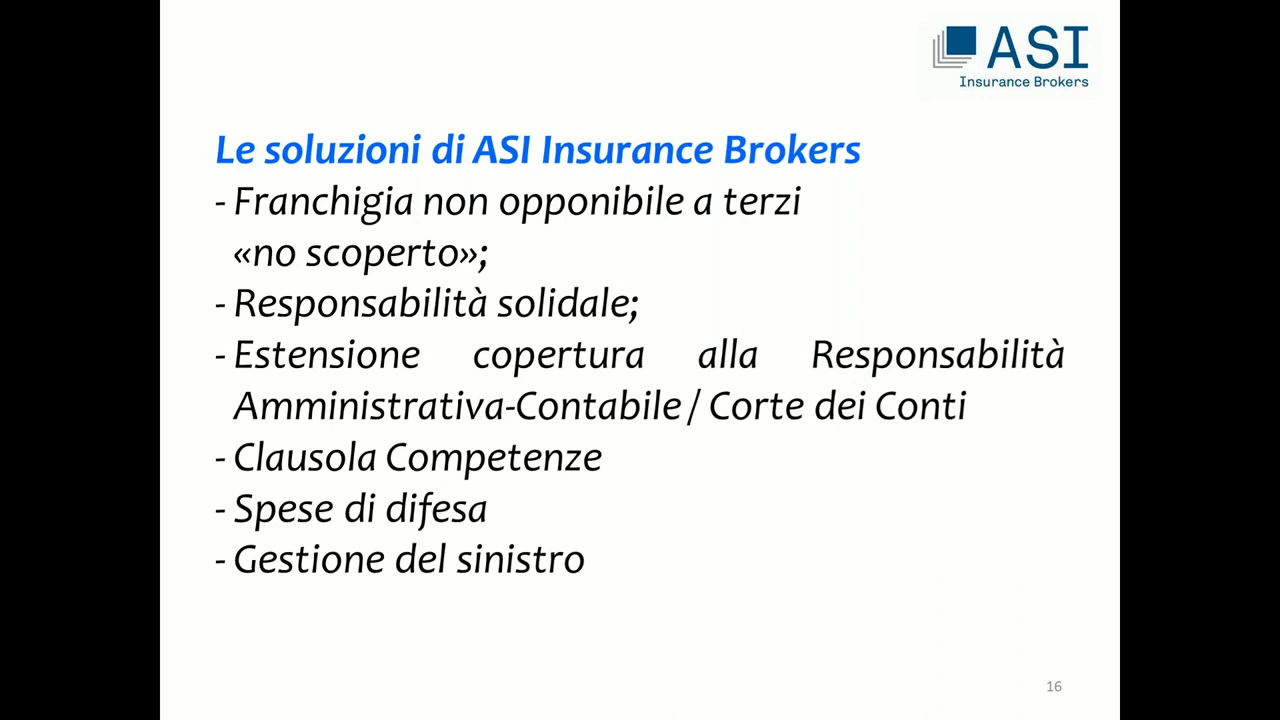 ASI
Insurance Brokers
Le soluzioni di ASI Insurance Brokers
- Franchigia non opponibile a terzi
«no scoperto»;
- Responsabilità solidale;
- Estensione copertura alla Responsabilità
Amministrativa-Contabile / Corte dei Conti
- Clausola Competenze
- Spese di difesa
- Gestione del sinistro
16